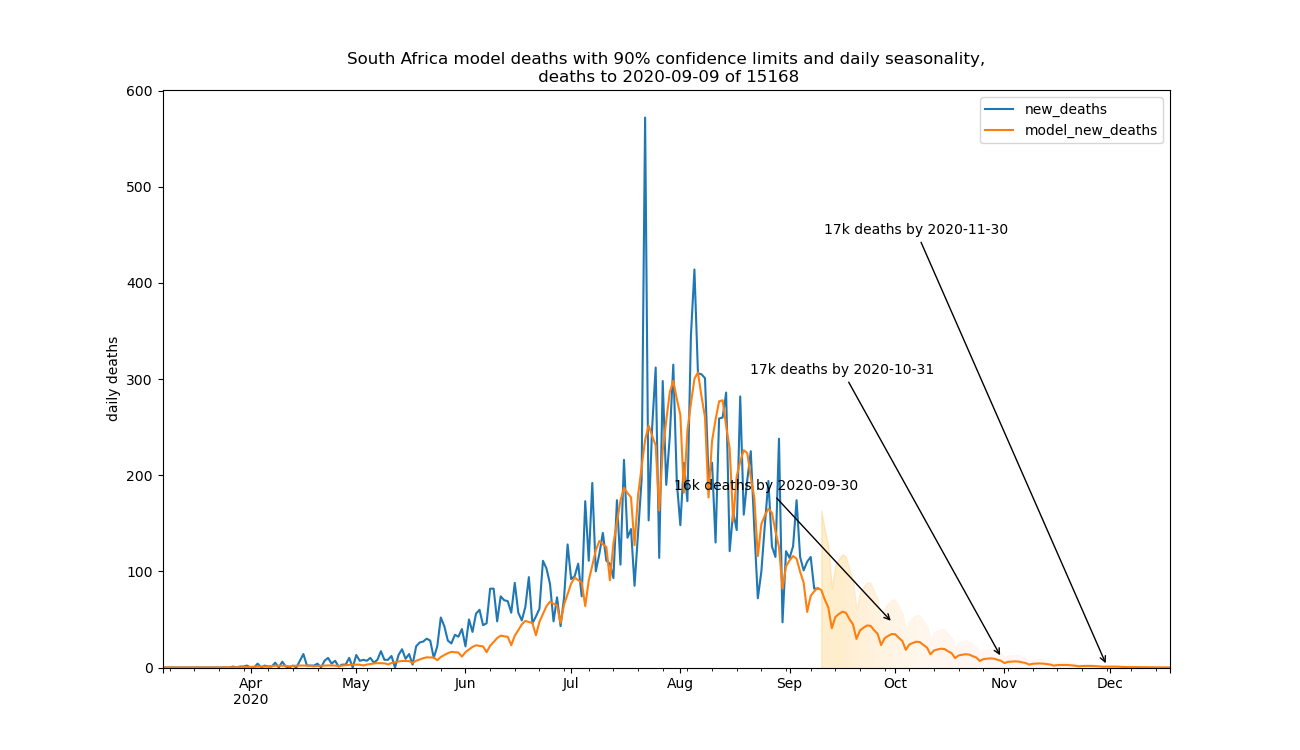 South Africa model deaths with 90% confidence limits and daily seasonality,
deaths to 2020-09-09 of 15168
600
new_deaths
model_new_deaths
500
17k deaths by 2020-11-30
400
daily deaths
300
17k deaths by 2020-10-31
200
16k deaths by 2020-09-30
100
0
Apr
2020
May
Jun
Jul
Aug
Sep
Oct
Nov
Dec